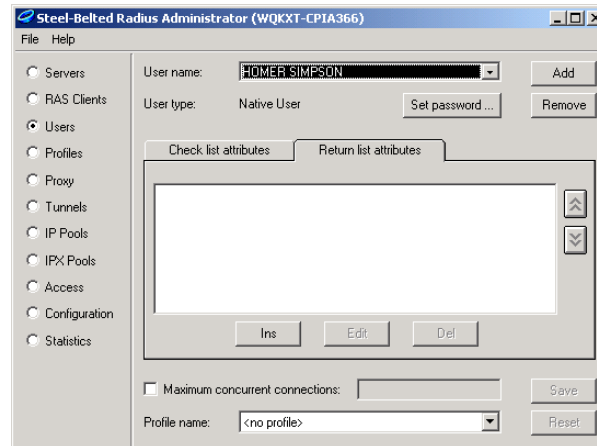 Steel-Belted Radius Administrator (WQKXT-CPIA366)
File Help
Servers
RAS Clients
Users
Profiles
Proxy
Tunnels
IP Pools
IPX Pools
Access
Configuration
Statistics
User name: HOMER SIMPSON Add
User type: Native User Set password ... Remove
Check list attributes Return list attributes
Ins Edit Del
Maximum concurrent connections: Save
Profile name: <no profile> Reset